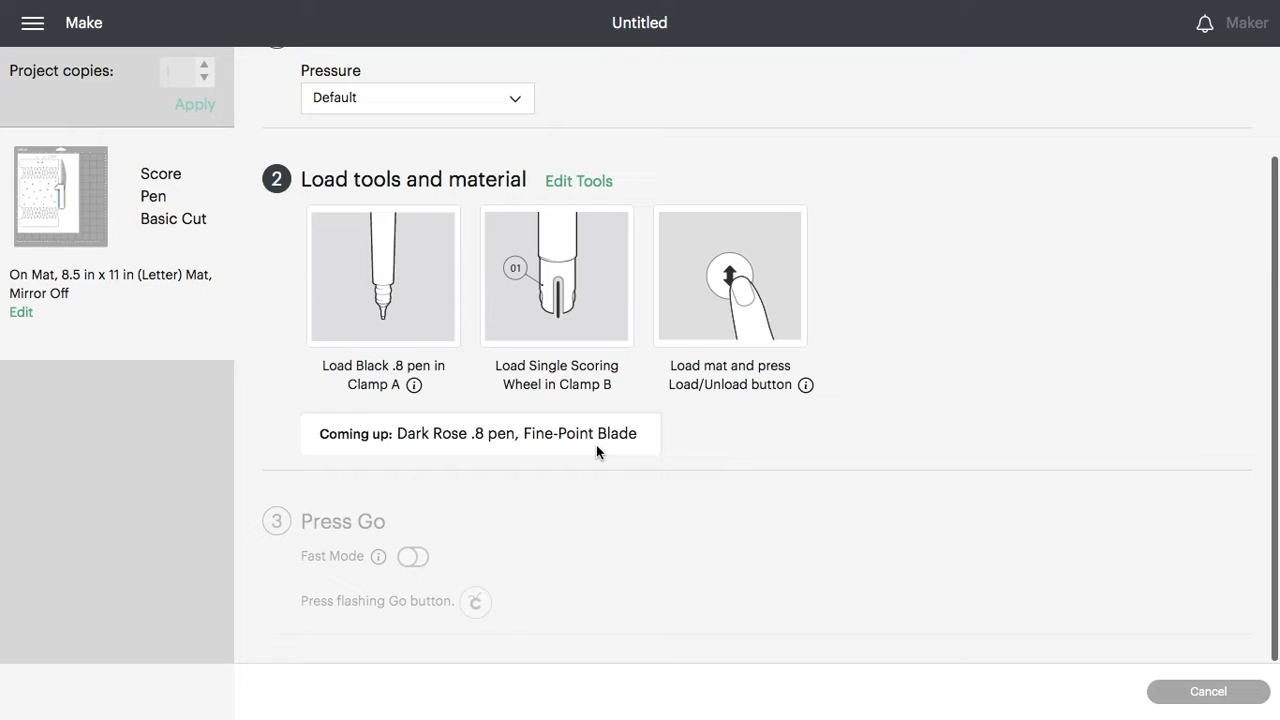 Make
Untitled
Maker
Project copies:
Apply
Score
Pen
Basic Cut
On Mat, 8.5 in x 11 in (Letter) Mat,
Mirror Off
Edit
Pressure
Default
2 Load tools and material Edit Tools
01
Load Black .8 pen in
Clamp A
Load Single Scoring
Wheel in Clamp B
Load mat and press
Load/Unload button
Coming up: Dark Rose .8 pen, Fine-Point Blade
3 Press Go
Fast Mode
Press flashing Go button.
Cancel